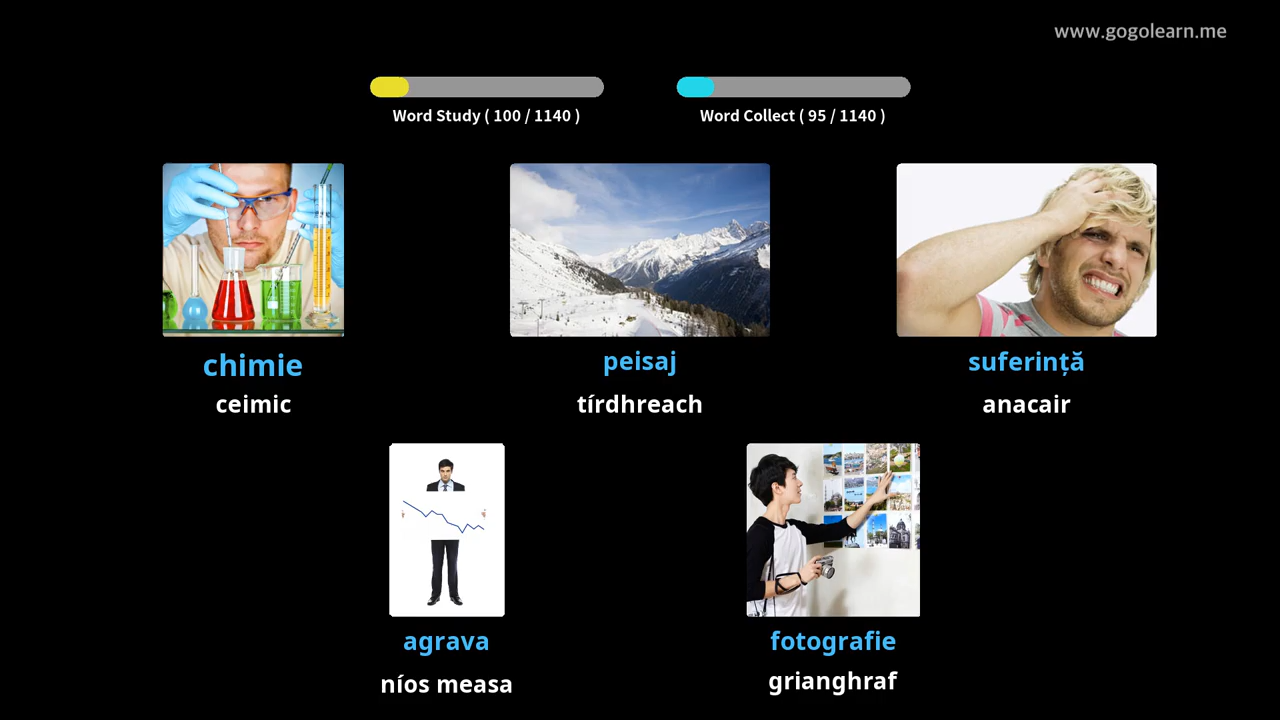 www.gogolearn.me
Word Study ( 100 / 1140 )
Word Collect ( 95 / 1140 )
chimie
ceimic
peisaj
tírdhreach
suferință
anacair
agrava
níos measa
fotografie
grianghraf